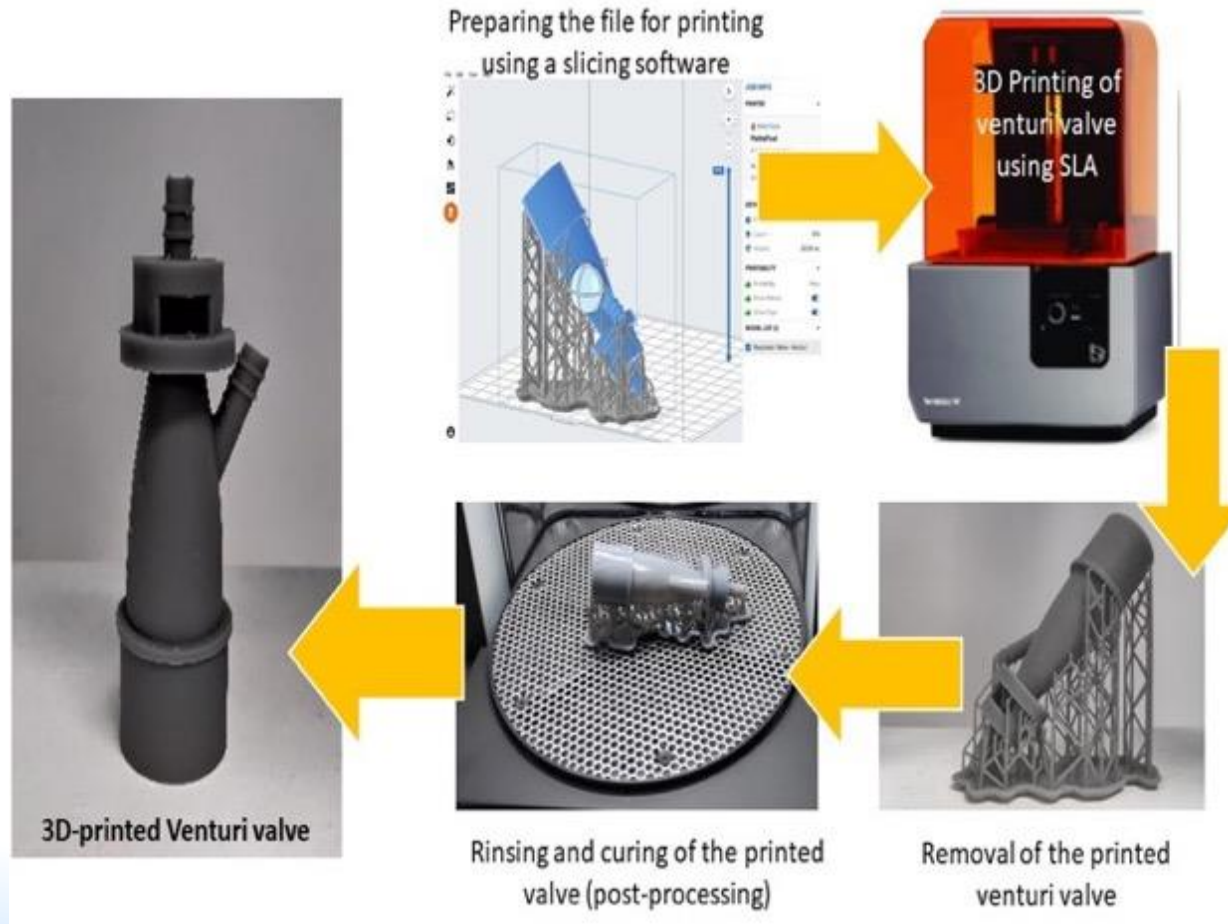 Preparing the file for printing
using a slicing software
3D Printing of
venturi valve
using SLA
Removal of the printed
venturi valve
Rinsing and curing of the printed
valve (post-processing)
3D-printed Venturi valve